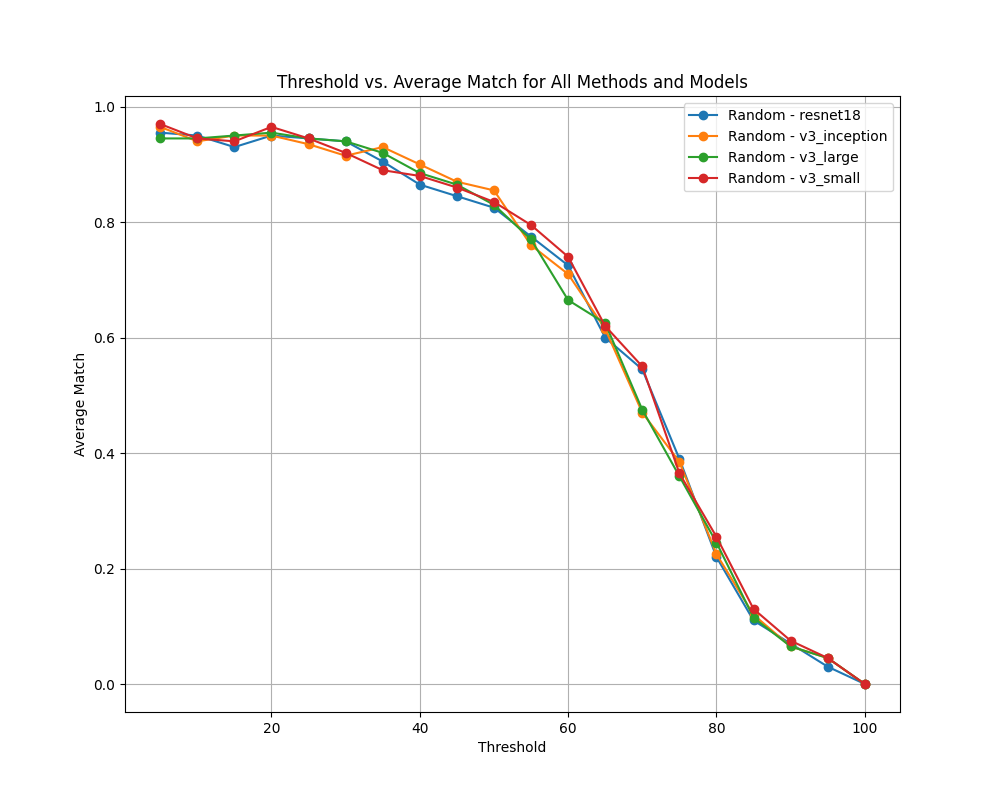 Threshold vs. Average Match for All Methods and Models
Random - resnet18
Random - v3_inception
Random - v3_large
Random - v3_small
Average Match
1.0
0.8
0.6
0.4
0.2
0.0
20 40 60 80 100
Threshold